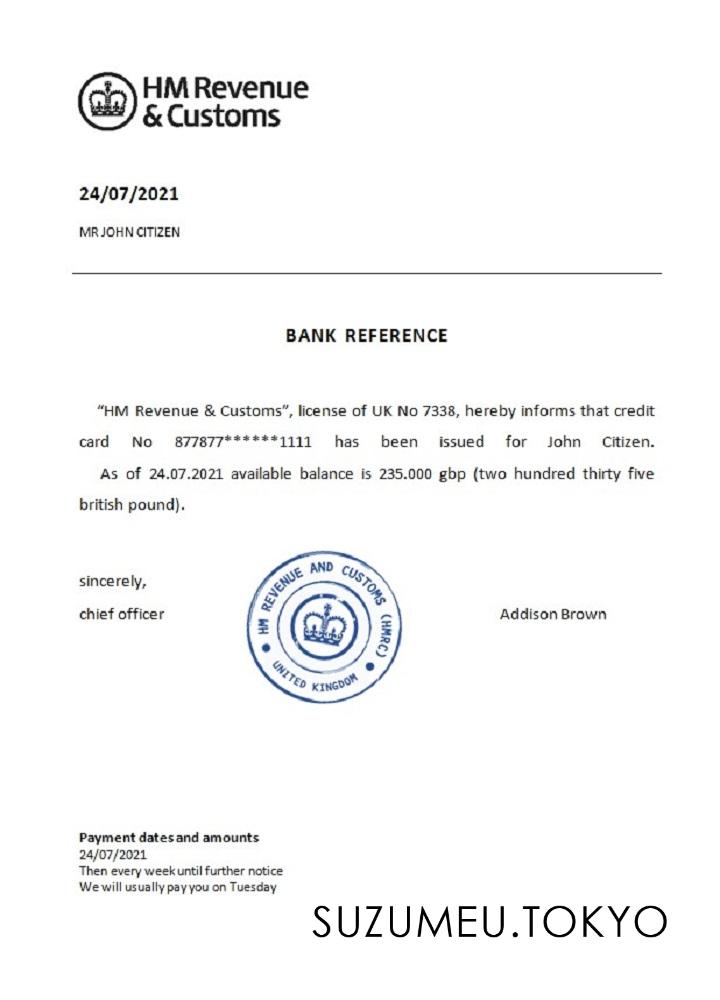 HM Revenue
& Customs
24/07/2021
MR JOHN CITIZEN
BANK REFERENCE
“HM Revenue & Customs”, license of UK No 7338, hereby informs that credit
card No 877877******1111 has been issued for John Citizen.
As of 24.07.2021 available balance is 235.000 gbp (two hundred thirty five
british pound).
sincerely,
chief officer
HM REVENUE AND CUSTOMS (HMRC)
UNITED KINGDOM
Addison Brown
Payment dates and amounts
24/07/2021
Then every week until further notice
We will usually pay you on Tuesday
SUZUMEU.TOKYO